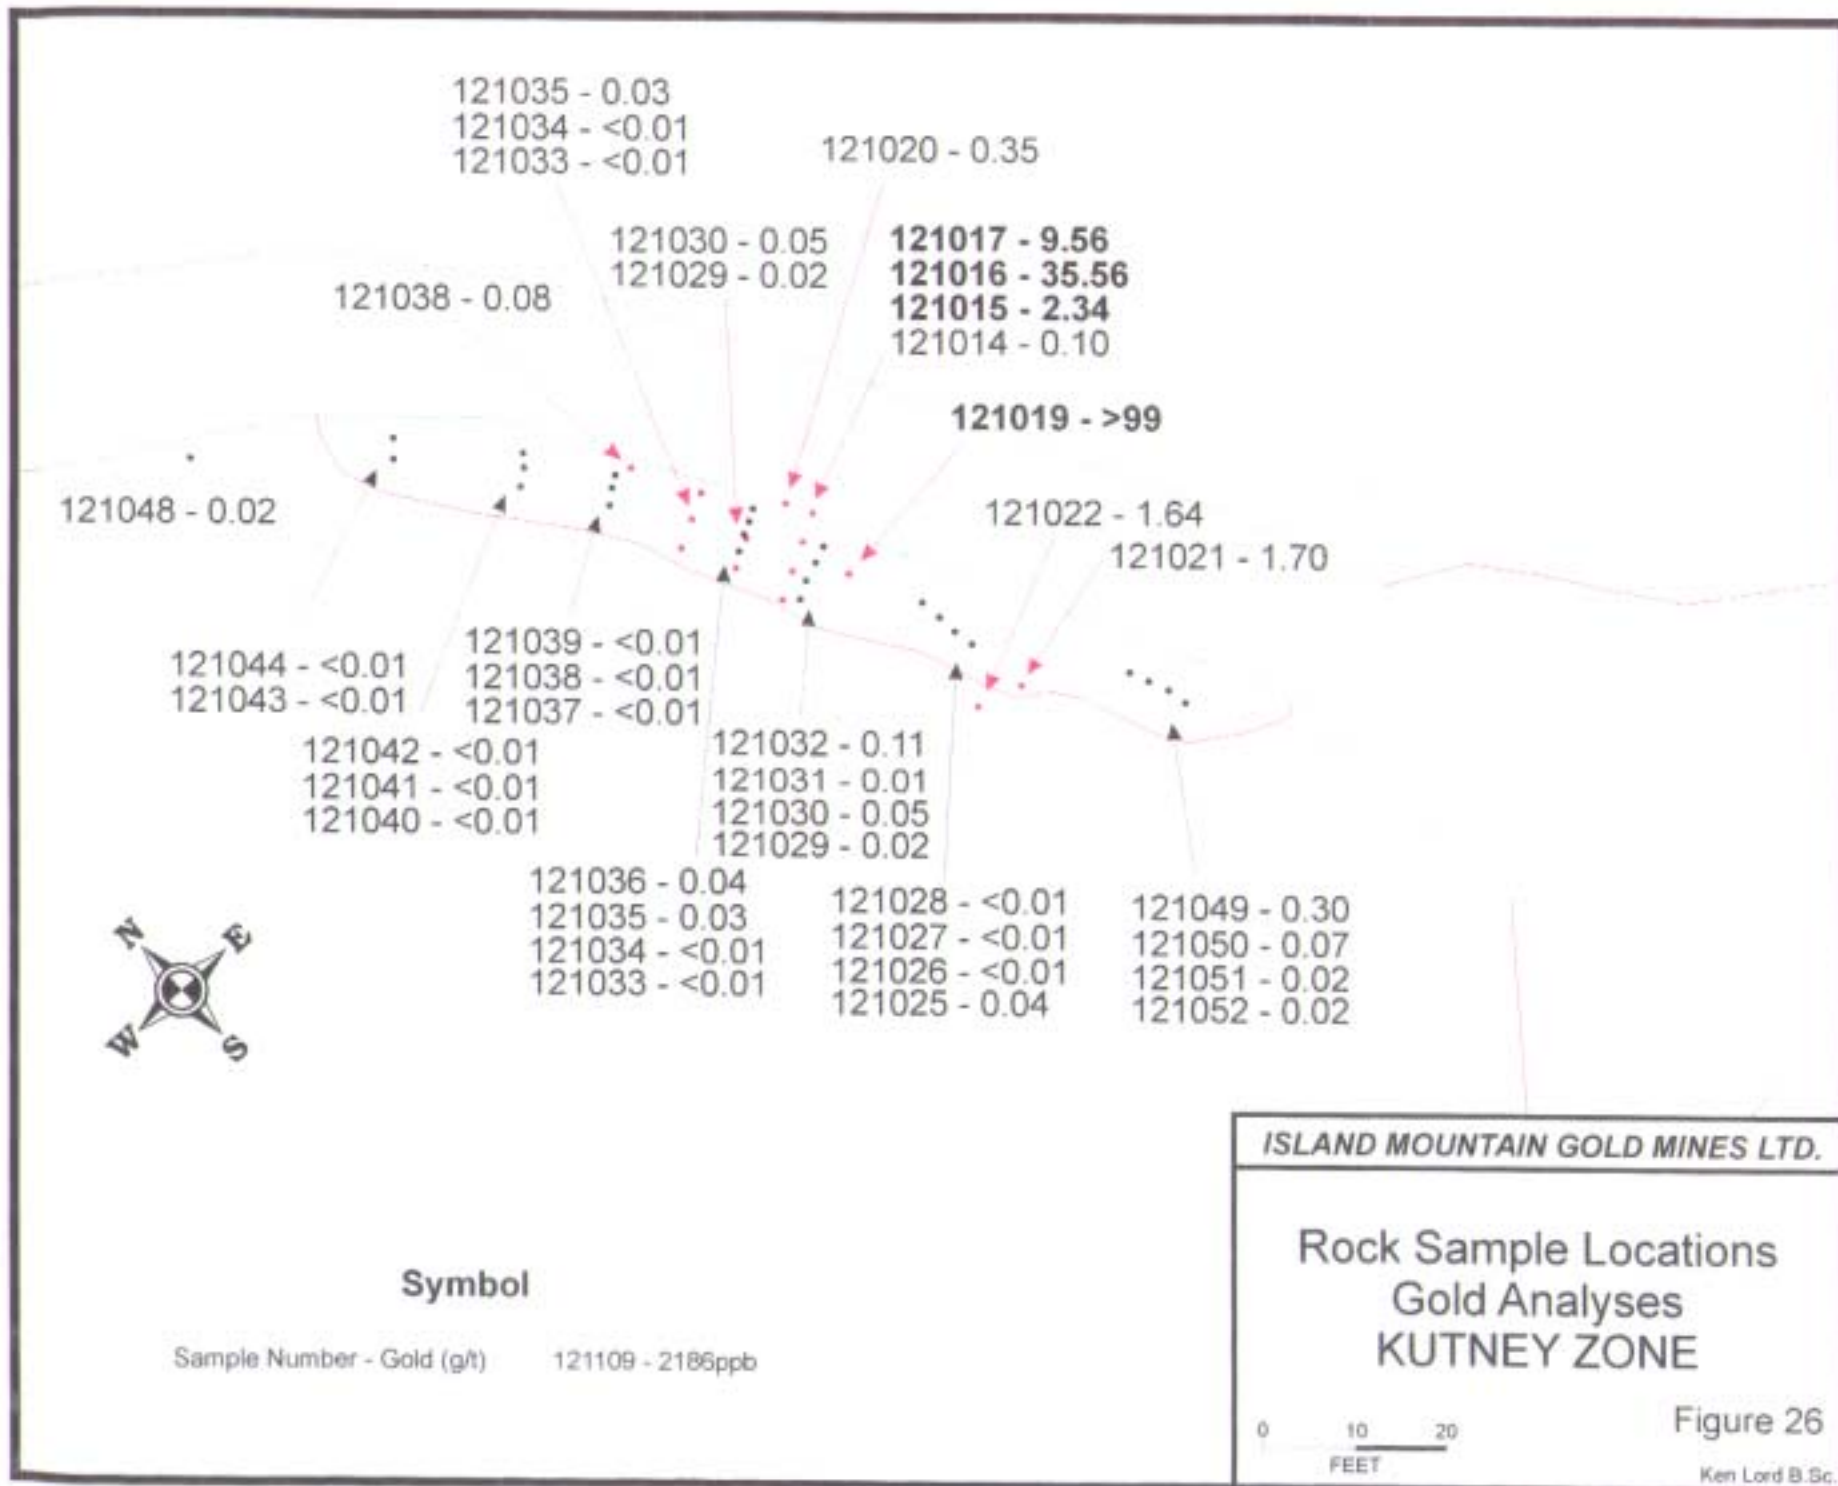 121035 - 0.03
121034 - <0.01
121033 - <0.01
121020 - 0.35
121030 - 0.05
121029 - 0.02
121017 - 9.56
121016 - 35.56
121015 - 2.34
121014 - 0.10
121038 - 0.08
121019 - >99
121048 - 0.02
121022 - 1.64
121021 - 1.70
121044 - <0.01
121043 - <0.01
121039 - <0.01
121038 - <0.01
121037 - <0.01
121042 - <0.01
121041 - <0.01
121040 - <0.01
121032 - 0.11
121031 - 0.01
121030 - 0.05
121029 - 0.02
121036 - 0.04
121035 - 0.03
121034 - <0.01
121033 - <0.01
121028 - <0.01
121027 - <0.01
121026 - <0.01
121025 - 0.04
121049 - 0.30
121050 - 0.07
121051 - 0.02
121052 - 0.02
N E
W S
ISLAND MOUNTAIN GOLD MINES LTD.
Rock Sample Locations
Gold Analyses
KUTNEY ZONE
Figure 26
0 10 20
FEET
Ken Lord B.Sc.
Symbol
Sample Number - Gold (g/t) 121109 - 2186ppb